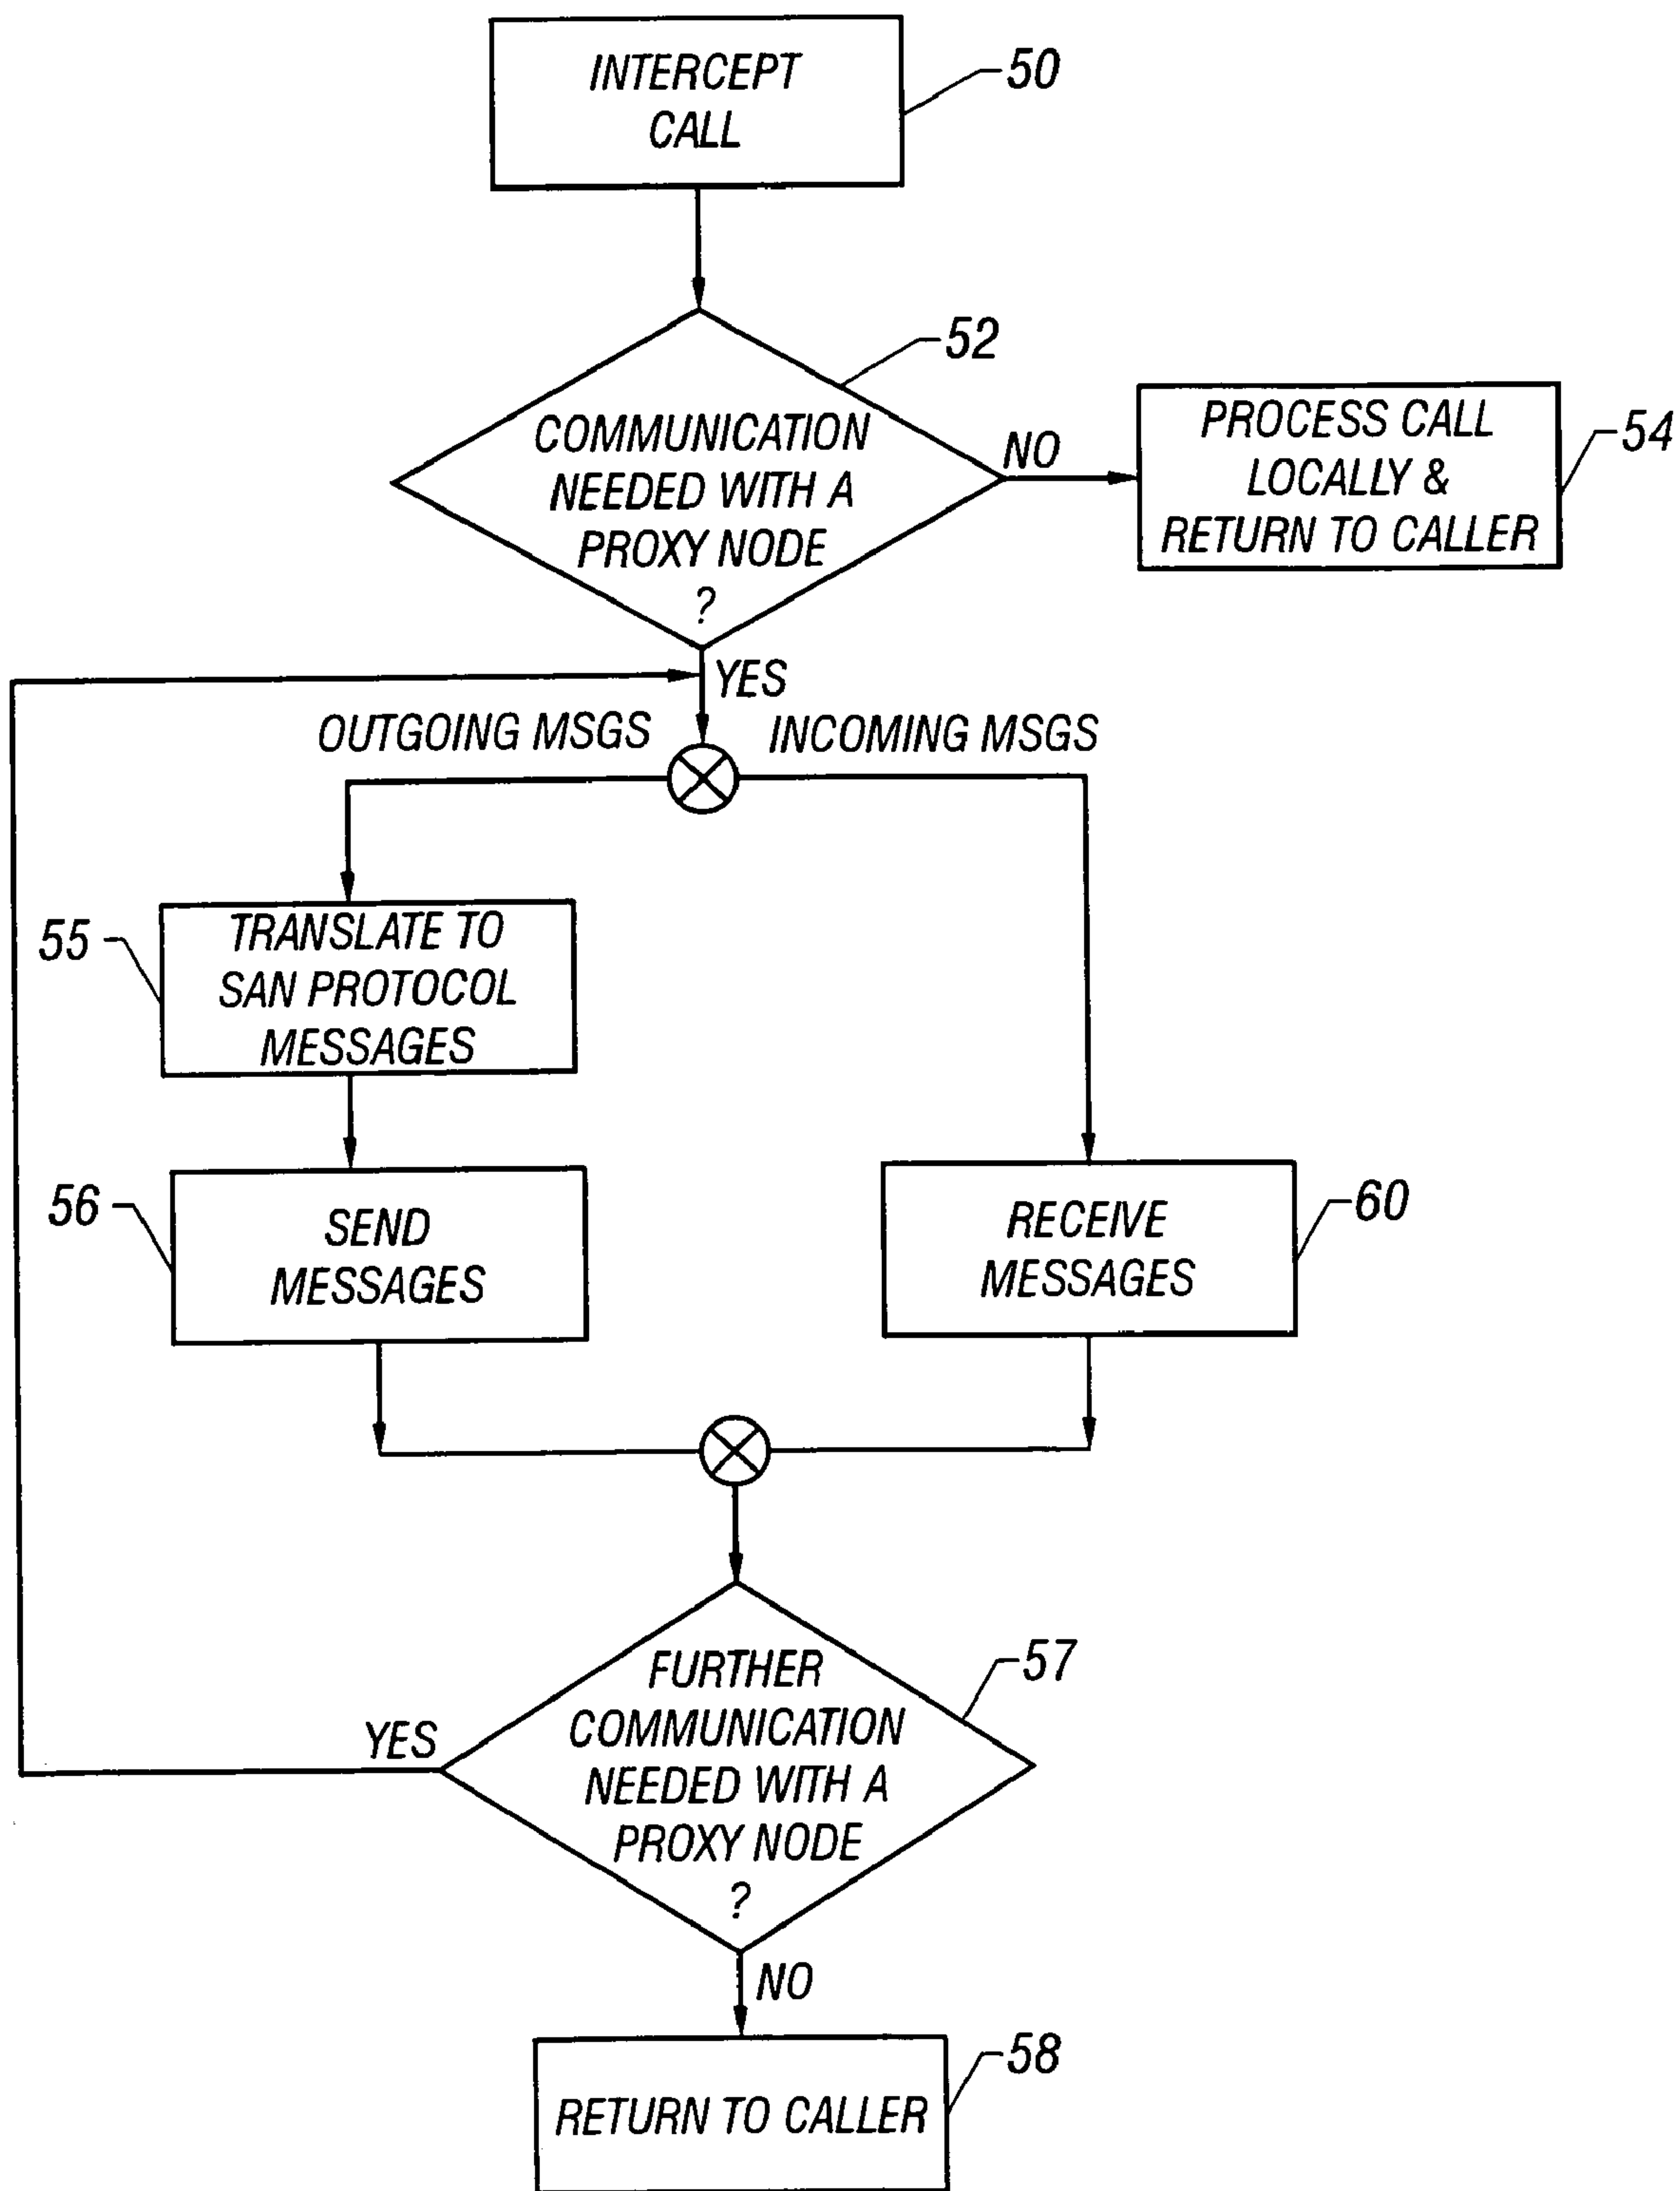 INTERCEPT
CALL
50
52
COMMUNICATION
NEEDED WITH A
PROXY NODE
?
NO
PROCESS CALL
LOCALLY &
RETURN TO CALLER
54
YES
OUTGOING MSGS
INCOMING MSGS
55
TRANSLATE TO
SAN PROTOCOL
MESSAGES
56
SEND
MESSAGES
RECEIVE
MESSAGES
60
57
FURTHER
COMMUNICATION
NEEDED WITH A
PROXY NODE
?
YES
NO
58
RETURN TO CALLER